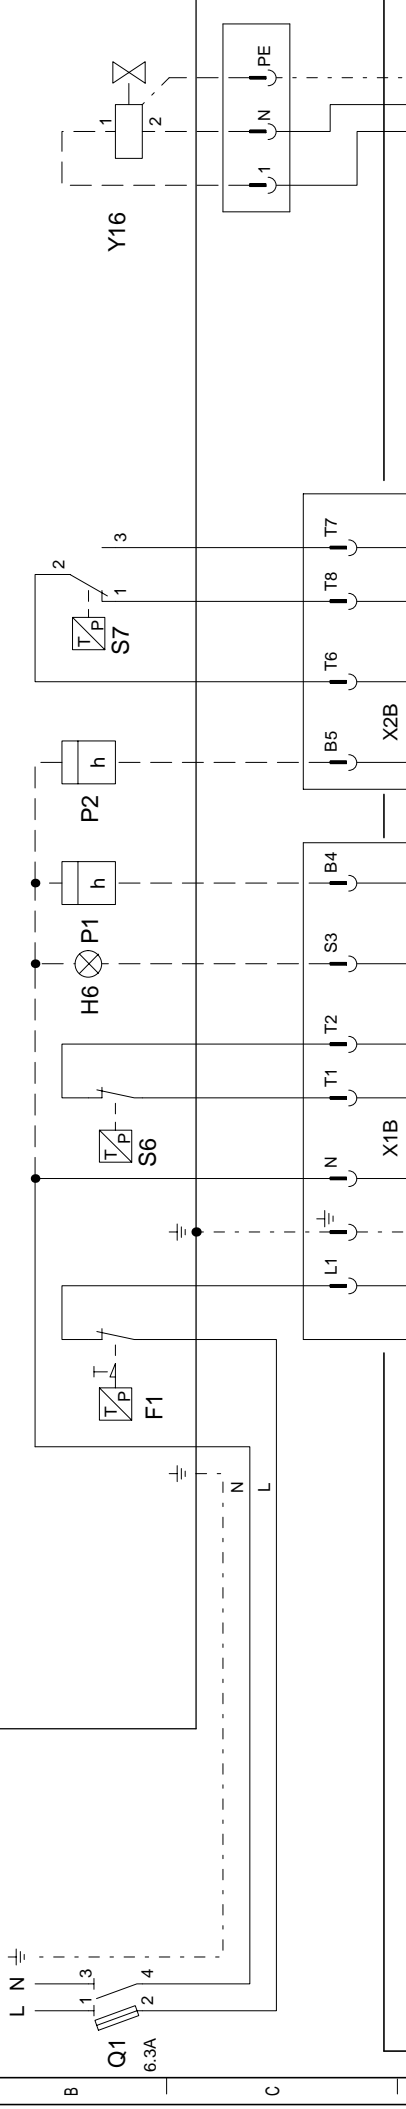 PE
N
1
1
2
Y16
3
2
1
T/P
S7
T7
T8
T6
B5
X2B
h
P2
h
P1
H6
B4
S3
T2
T1
N
L1
X1B
T/P
S6
T/P
F1
N
L
L N
1 3
2 4
Q1
6.3A
B
C